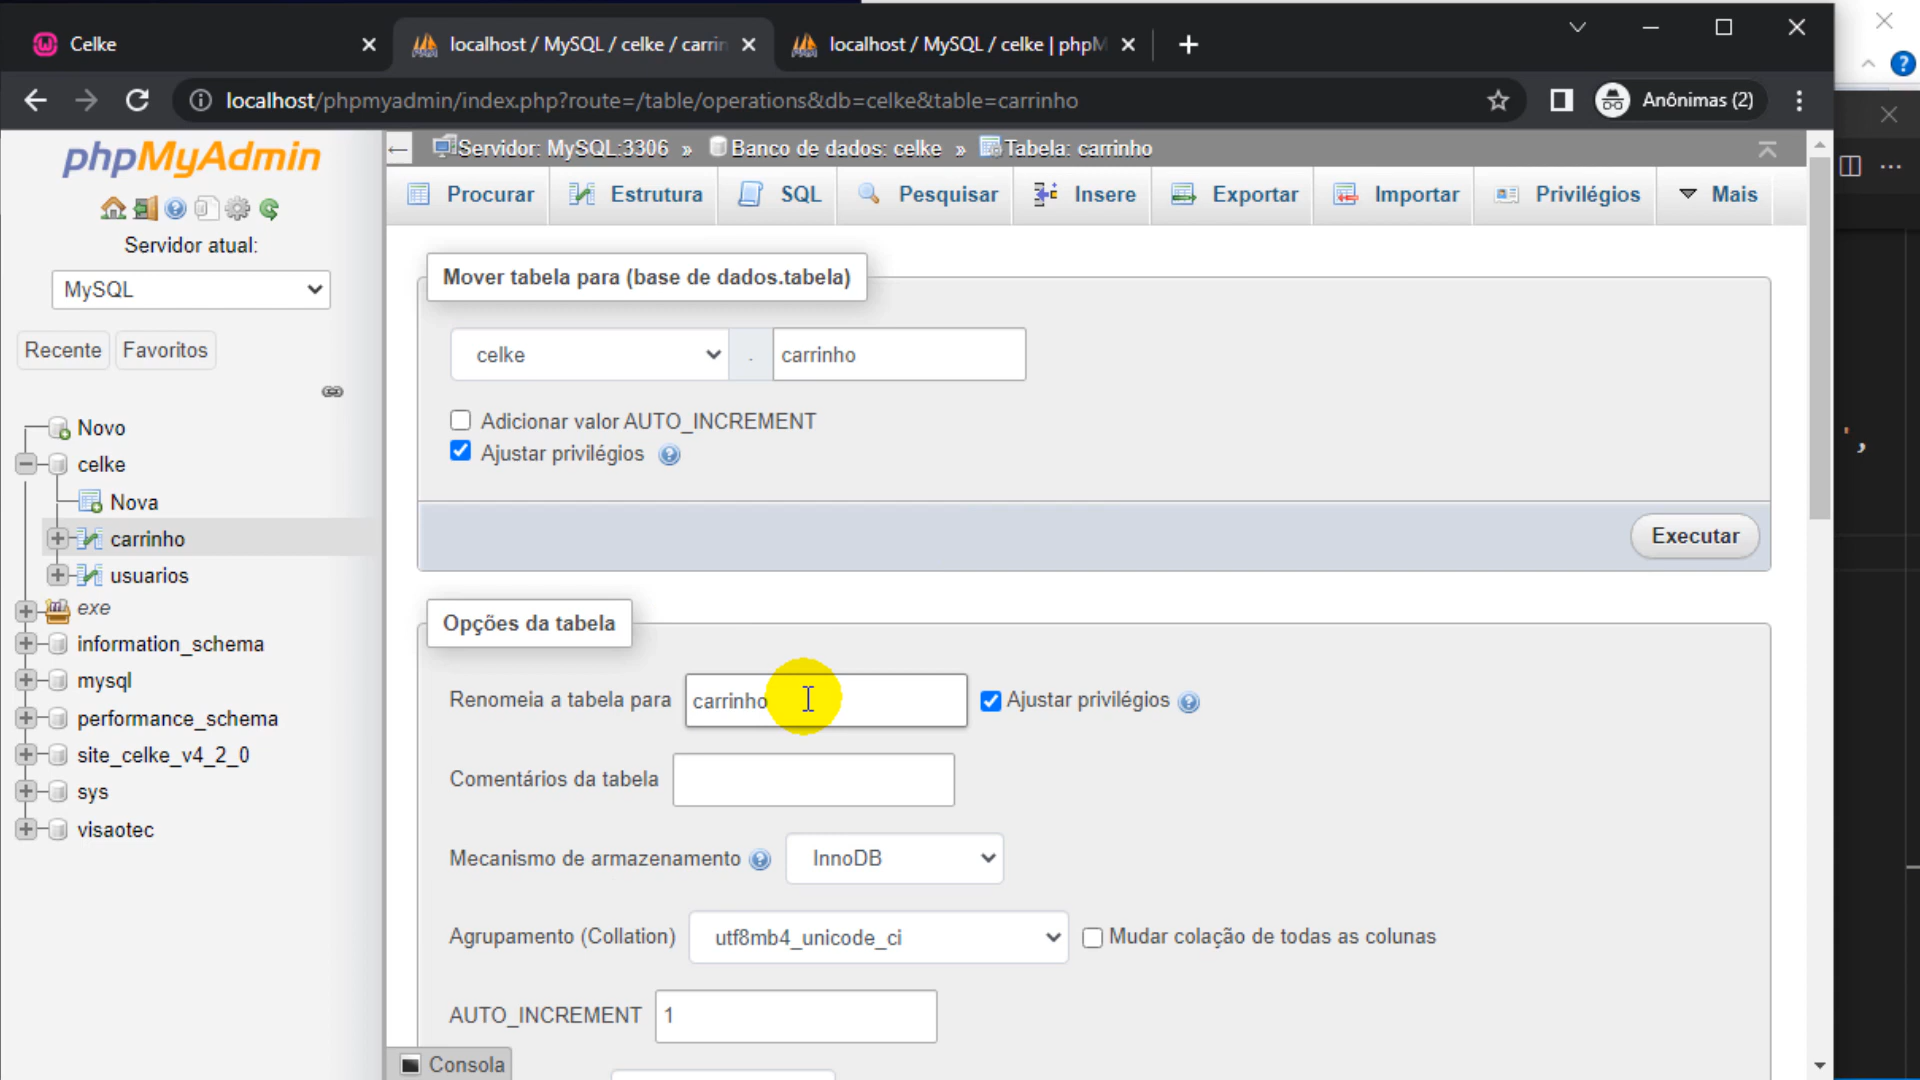 Celke
localhost / MySQL / celke / carrin
localhost / MySQL / celke | phpM
localhost/phpmyadmin/index.php?route=/table/operations&db=celke&table=carrinho
Anônimas (2)
phpMyAdmin
Servidor atual:
MySQL
Recente
Favoritos
Novo
celke
Nova
carrinho
usuarios
exe
information_schema
mysql
performance_schema
site_celke_v4_2_0
sys
visaotec
Servidor: MySQL:3306 » Banco de dados: celke » Tabela: carrinho
Procurar
Estrutura
SQL
Pesquisar
Insere
Exportar
Importar
Privilégios
Mais
Mover tabela para (base de dados.tabela)
celke . carrinho
Adicionar valor AUTO_INCREMENT
Ajustar privilégios
Executar
Opções da tabela
Renomeia a tabela para carrinho Ajustar privilégios
Comentários da tabela
Mecanismo de armazenamento InnoDB
Agrupamento (Collation) utf8mb4_unicode_ci Mudar colação de todas as colunas
AUTO_INCREMENT 1
Consola
',